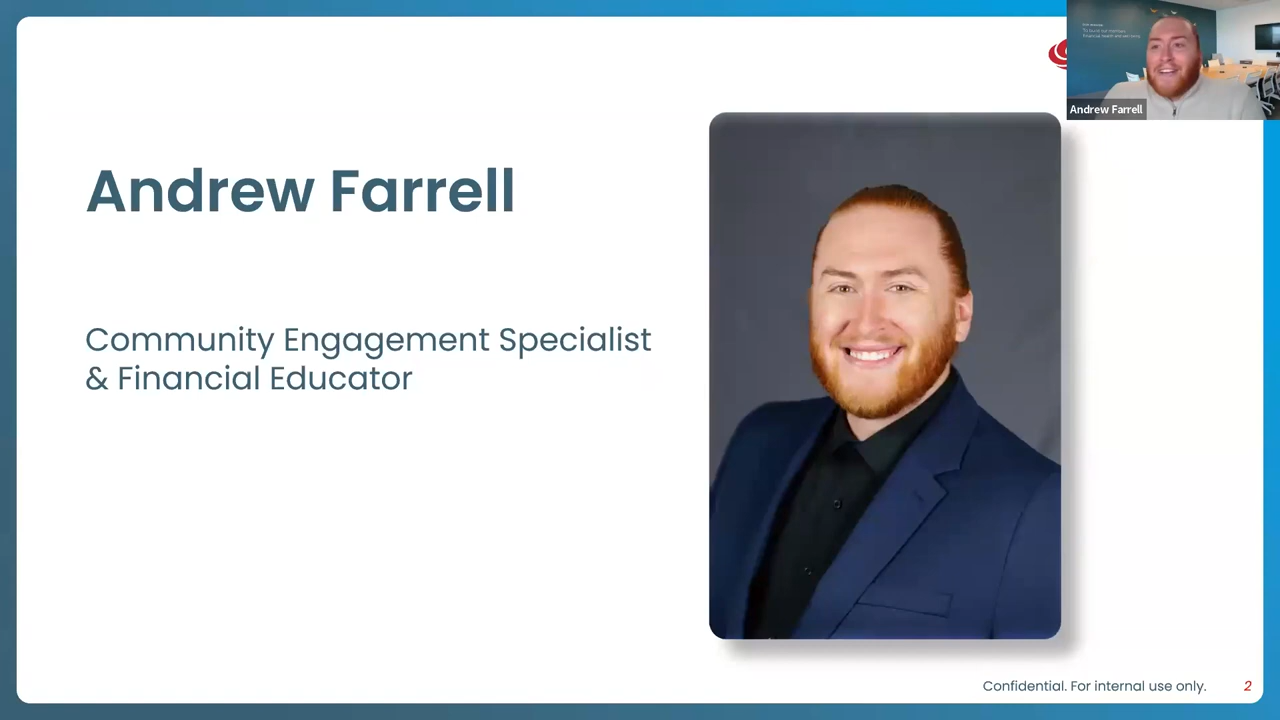 Andrew Farrell
Community Engagement Specialist
& Financial Educator
Andrew Farrell
Confidential. For internal use only.
2